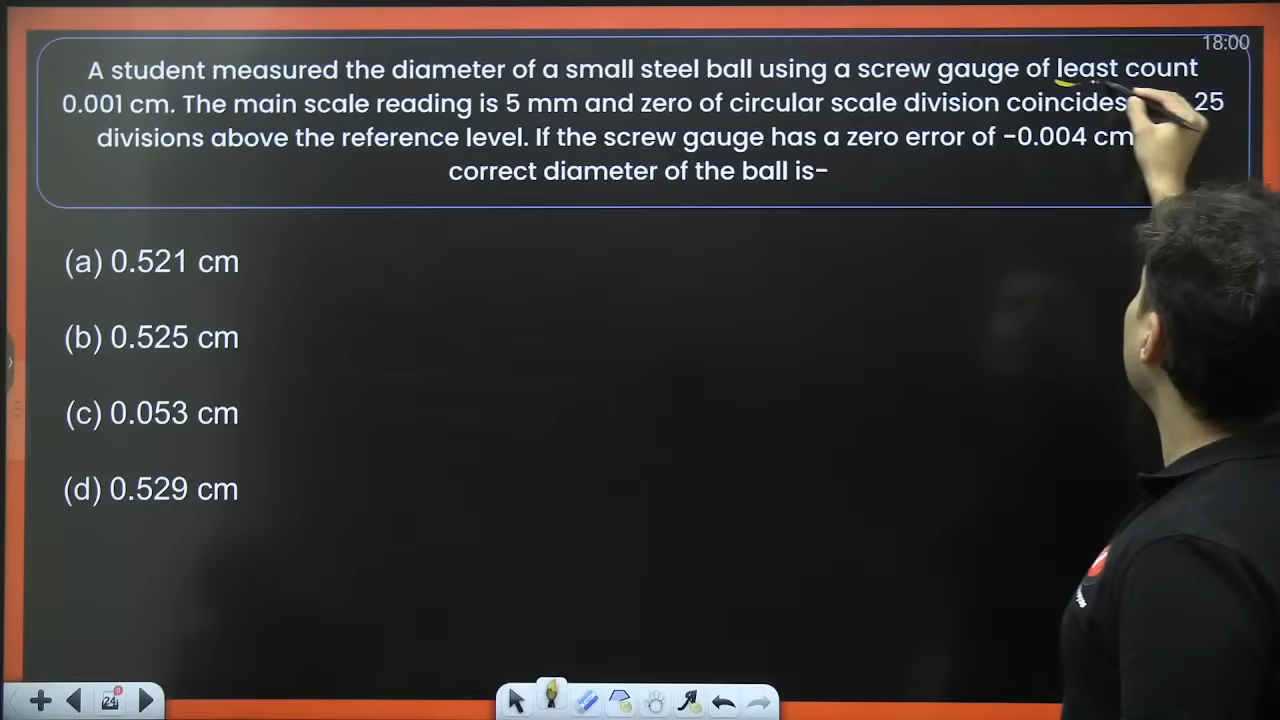 18:00
A student measured the diameter of a small steel ball using a screw gauge of least count
0.001 cm. The main scale reading is 5 mm and zero of circular scale division coincides 25
divisions above the reference level. If the screw gauge has a zero error of -0.004 cm
correct diameter of the ball is-
(a) 0.521 cm
(b) 0.525 cm
(c) 0.053 cm
(d) 0.529 cm
24